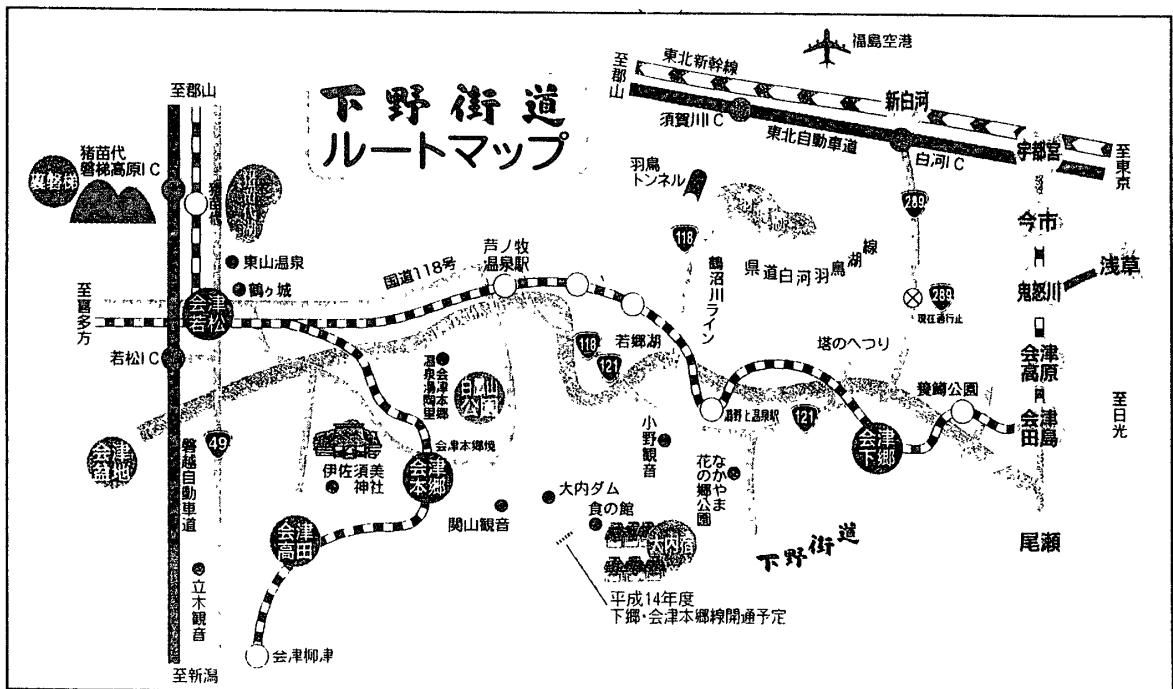 下野街道
ルートマップ
福島空港
東北新幹線
至郡山
須賀川IC
東北自動車道
新白河
白河IC
宇都宮
至東京
今市
鬼怒川
浅草
会津
高原
会津
田島
至日光
尾瀬
至郡山
猪苗代
磐梯高原IC
裏磐梯
猪苗代
猪苗代湖
東山温泉
鶴ヶ城
会津
若松
至喜多方
若松IC
会津
盆地
49
磐越自動車道
立木観音
至新潟
国道118号
芦ノ牧
温泉駅
羽鳥
トンネル
118
鶴沼川ライン
県道白河羽鳥湖線
289
289
現在通行止
塔のへつり
118
121
若郷湖
湯野上温泉駅
121
会津
下郷
公園
会津本郷
温泉湯陶里
白山
公園
会津本郷焼
会津
本郷
伊佐須美
神社
会津
高田
会津柳津
関山観音
大内ダム
食の館
大内宿
小野観音
なかやま
花の郷公園
下野街道
平成14年度
下郷・会津本郷線開通予定